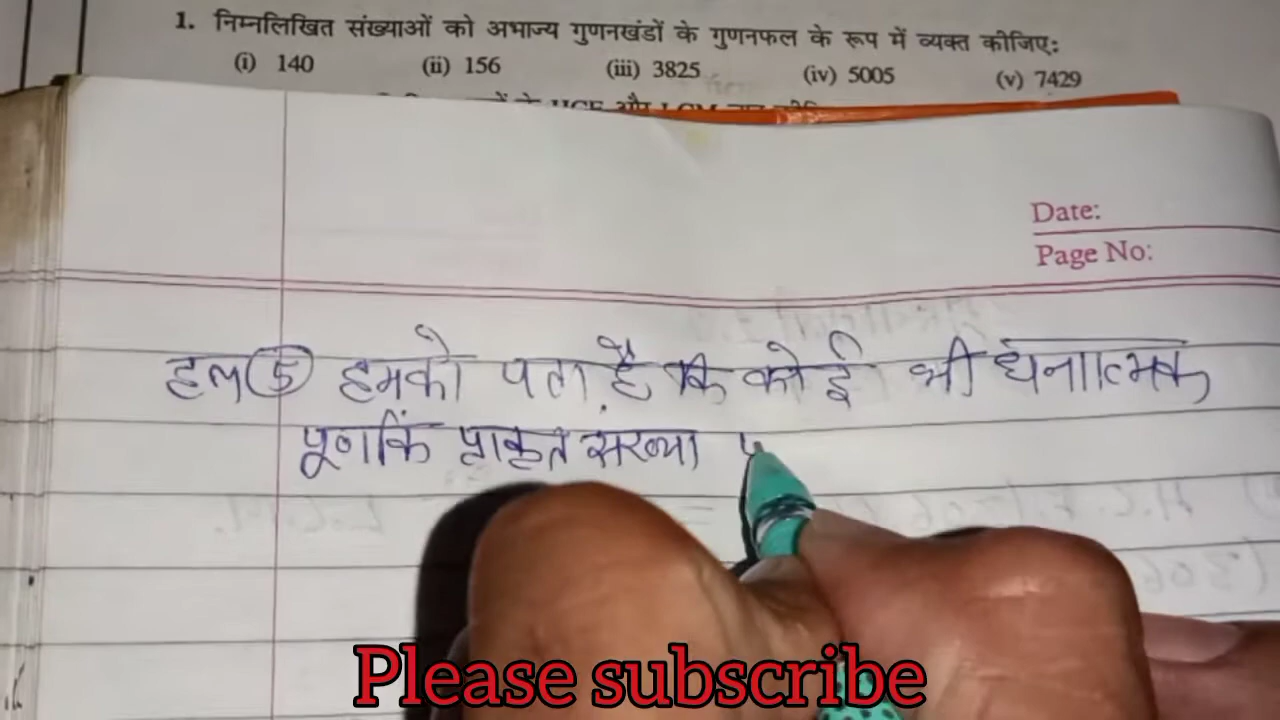 1. निम्नलिखित संख्याओं को अभाज्य गुणनखंडों के गुणनफल के रूप में व्यक्त कीजिए:
(i) 140 (ii) 156 (iii) 3825 (iv) 5005 (v) 7429
Date:
Page No:
हल 5 हमको पता है कि कोई भी धनात्मक
पूर्णांक प्राकृत संख्या
Please subscribe